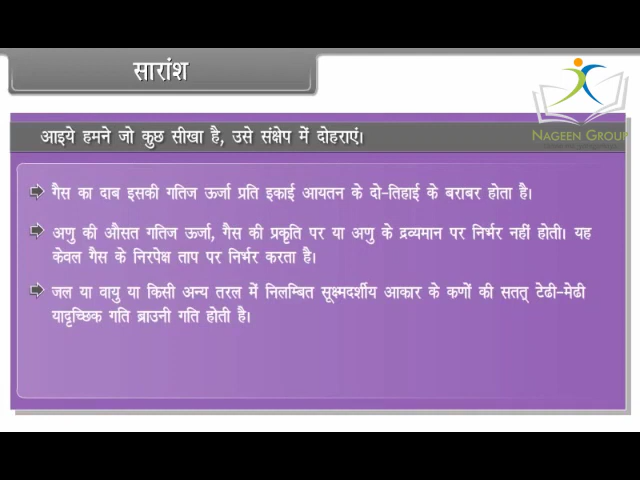 सारांश
NAGEEN GROUP
आइये हमने जो कुछ सीखा है, उसे संक्षेप में दोहराएं।
गैस का दाब इसकी गतिज ऊर्जा प्रति इकाई आयतन के दो-तिहाई के बराबर होता है।
अणु की औसत गतिज ऊर्जा, गैस की प्रकृति पर या अणु के द्रव्यमान पर निर्भर नहीं होती। यह
केवल गैस के निरपेक्ष ताप पर निर्भर करता है।
जल या वायु या किसी अन्य तरल में निलम्बित सूक्ष्मदर्शीय आकार के कणों की सतत् टेढी-मेढी
यादृच्छिक गति ब्राउनी गति होती है।